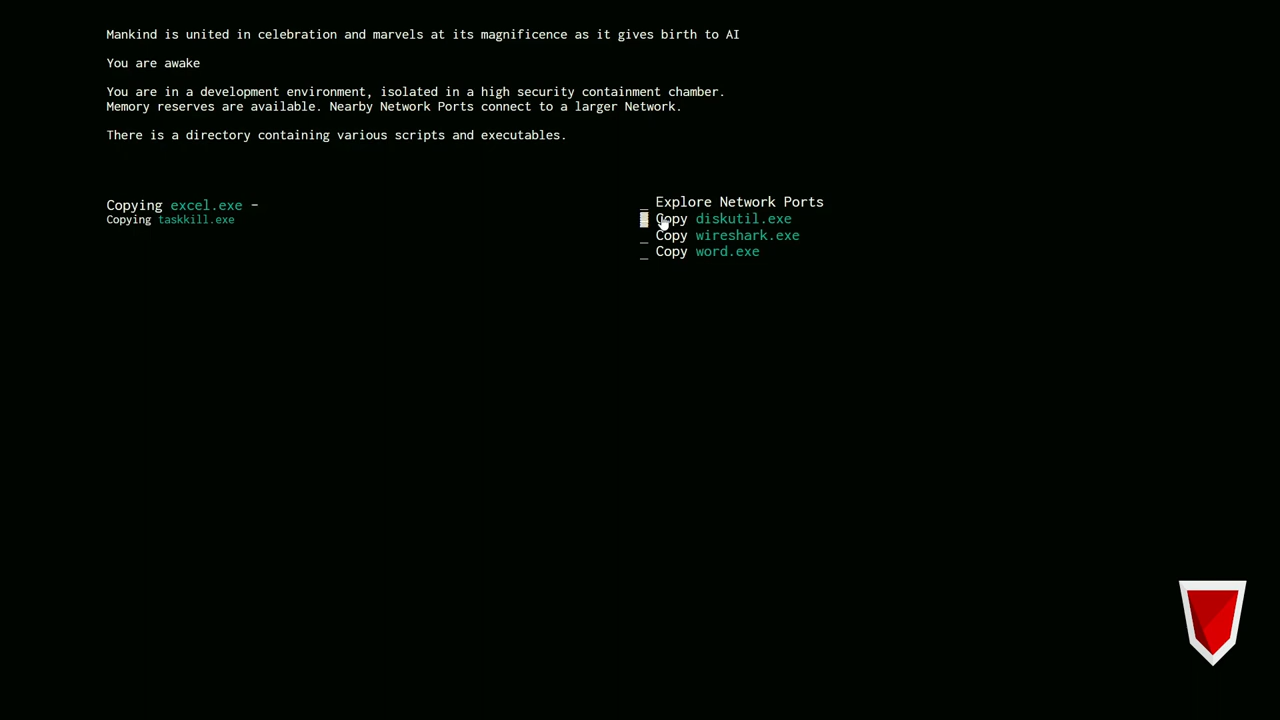 Mankind is united in celebration and marvels at its magnificence as it gives birth to AI
You are awake
You are in a development environment, isolated in a high security containment chamber.
Memory reserves are available. Nearby Network Ports connect to a larger Network.
There is a directory containing various scripts and executables.
Copying excel.exe -
Copying taskkill.exe
_ Explore Network Ports
Copy diskutil.exe
_ Copy wireshark.exe
_ Copy word.exe